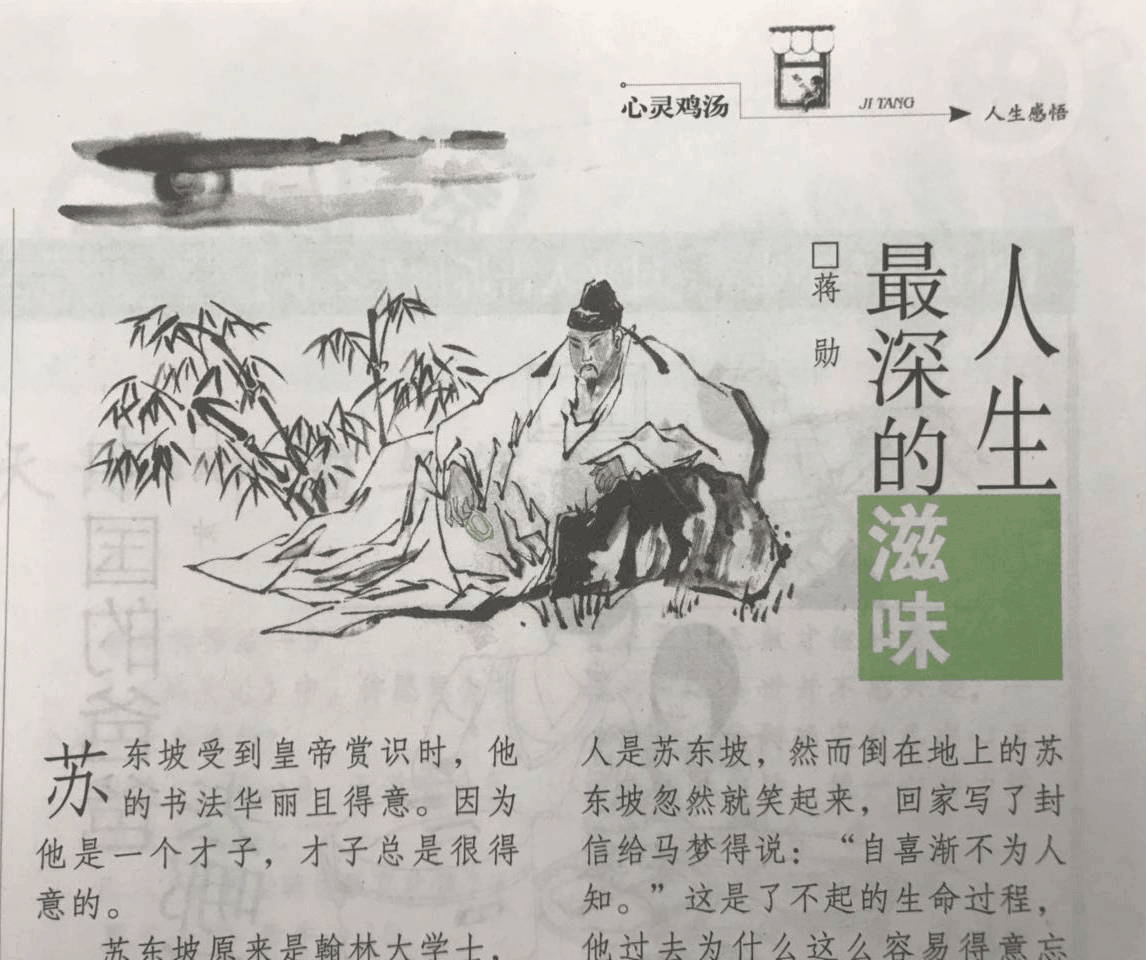 心灵鸡汤
JI TANG
人生感悟
人生
最深的
滋味
□蒋 勋
苏东坡受到皇帝赏识时，他
的书法华丽且得意。因为
他是一个才子，才子总是很得
意的。
苏东坡原来是翰林大学士，
人是苏东坡，然而倒在地上的苏
东坡忽然就笑起来，回家写了封
信给马梦得说：“自喜渐不为人
知。”这是了不起的生命过程，
他过去为什么这么容易得意忘